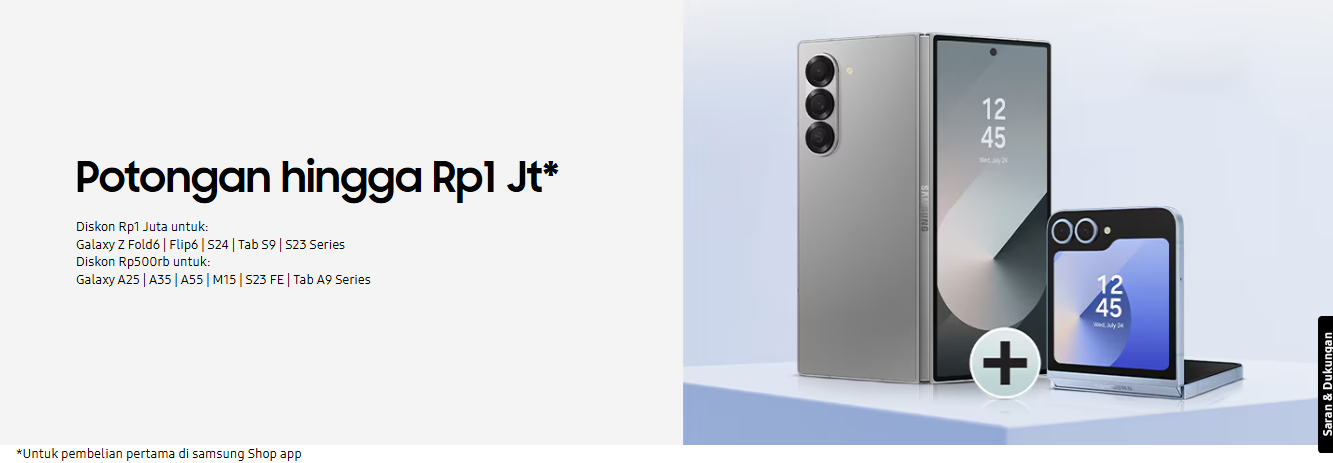 Potongan hingga Rp1 Jt*
Diskon Rp1 Juta untuk:
Galaxy Z Fold6 | Flip6 | S24 | Tab S9 | S23 Series
Diskon Rp500rb untuk:
Galaxy A25 | A35 | A55 | M15 | S23 FE | Tab A9 Series
12
45
Wed, July 24
SAMSUNG
12
45
Wed, July 24
Saran & Dukungan
*Untuk pembelian pertama di samsung Shop app